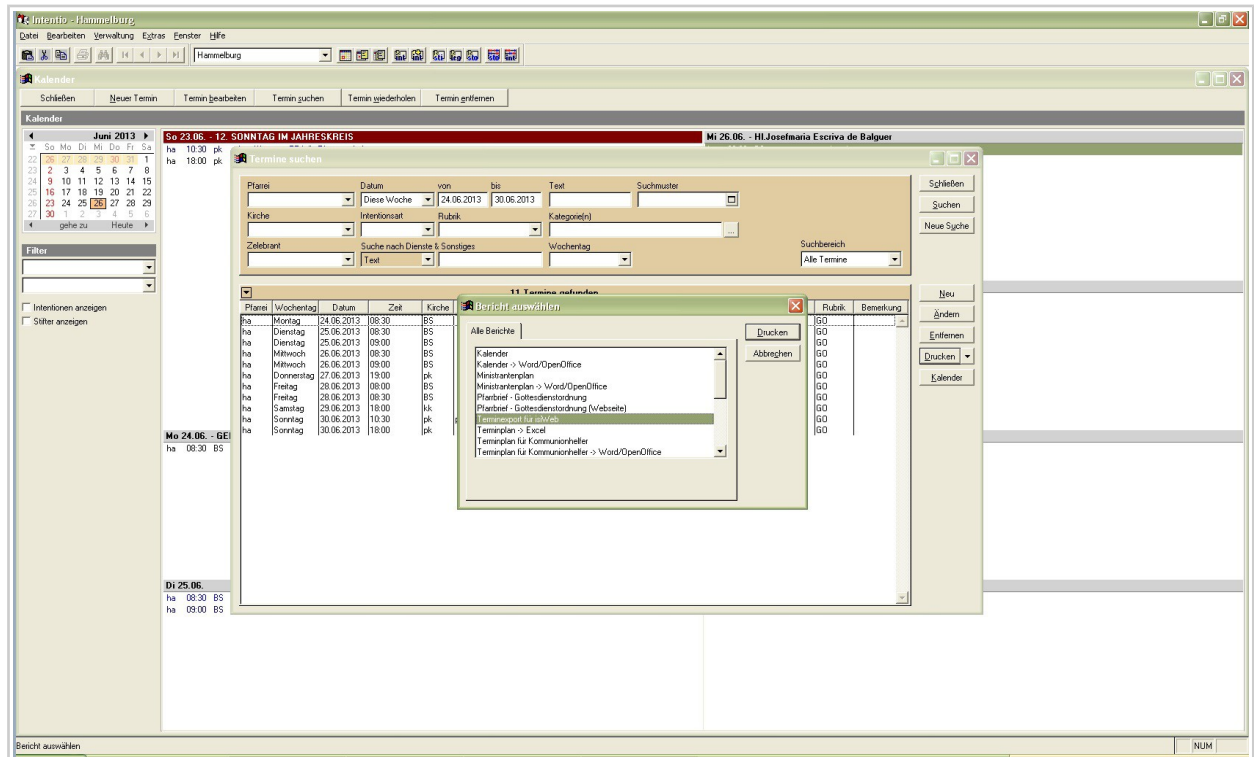 Intentio - Hammelburg
Datei Bearbeiten Verwaltung Extras Fenster Hilfe
Hammelburg
Kalender
Schließen Neuer Termin Termin bearbeiten Termin suchen Termin wiederholen Termin entfernen
Kalender
Juni 2013
So Mo Di Mi Do Fr Sa
22 26 27 28 29 30 31 1
23 2 3 4 5 6 7 8
24 9 10 11 12 13 14 15
25 16 17 18 19 20 21 22
26 23 24 25 26 27 28 29
27 30 1 2 3 4 5 6
gehe zu Heute
Filter
Intentionen anzeigen
Stifter anzeigen
So 23.06. - 12. SONNTAG IM JAHRESKREIS
ha 10:30 pk
ha 18:00 pk
Mi 26.06. - Hl.Josefmaria Escriva de Balguer
Mo 24.06. - GE
ha 08:30 BS
Di 25.06.
ha 08:30 BS
ha 09:00 BS
Termine suchen
Pfarrei Datum von bis Text Suchmuster
Diese Woche 24.06.2013 30.06.2013
Kirche Intentionsart Rubrik Kategorie(n)
...
Zelebrant Suche nach Dienste & Sonstiges Wochentag Suchbereich
Text Alle Termine
Schließen
Suchen
Neue Suche
11 Termine gefunden
Pfarrei Wochentag Datum Zeit Kirche Rubrik Bemerkung
ha Montag 24.06.2013 08:30 BS GO
ha Dienstag 25.06.2013 08:30 BS GO
ha Dienstag 25.06.2013 09:00 BS GO
ha Mittwoch 26.06.2013 08:30 BS GO
ha Mittwoch 26.06.2013 09:00 BS GO
ha Donnerstag 27.06.2013 19:00 pk GO
ha Freitag 28.06.2013 08:00 BS GO
ha Freitag 28.06.2013 08:30 BS GO
ha Samstag 29.06.2013 18:00 kk GO
ha Sonntag 30.06.2013 10:30 pk GO
ha Sonntag 30.06.2013 18:00 pk GO
Neu
Ändern
Entfernen
Drucken
Kalender
Bericht auswählen
Alle Berichte
Kalender
Kalender -> Word/OpenOffice
Ministrantenplan
Ministrantenplan -> Word/OpenOffice
Pfarrbrief - Gottesdienstordnung
Pfarrbrief - Gottesdienstordnung (Webseite)
Terminexport für isiWeb
Terminplan -> Excel
Terminplan für Kommunionhelfer
Terminplan für Kommunionhelfer -> Word/OpenOffice
Drucken
Abbrechen
Bericht auswählen
NUM